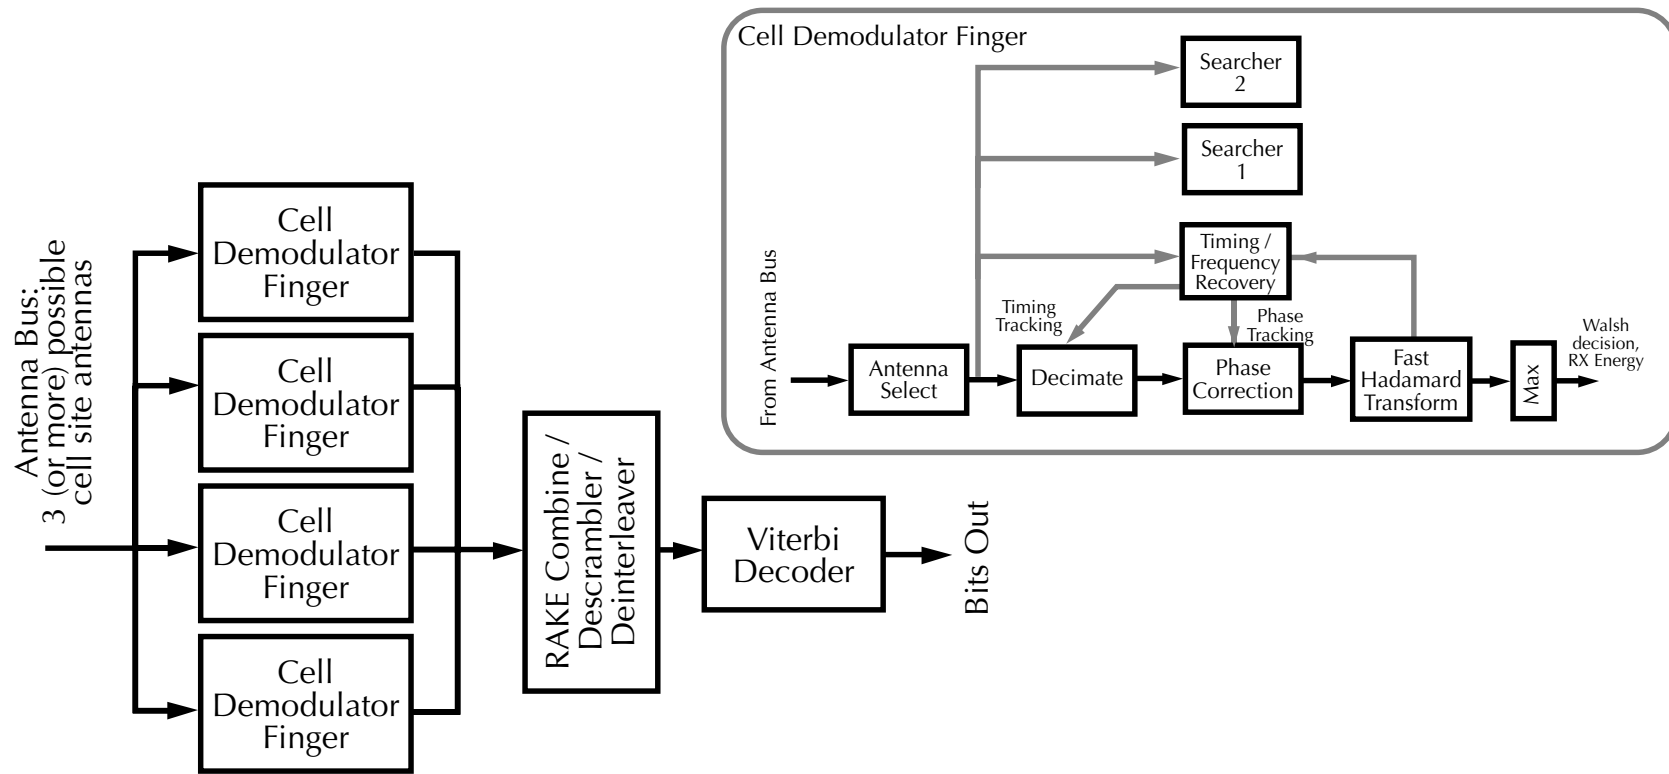 Cell Demodulator Finger
Searcher
2
Searcher
1
Timing /
Frequency
Recovery
Timing
Tracking
Phase
Tracking
From Antenna Bus
Antenna
Select
Decimate
Phase
Correction
Fast
Hadamard
Transform
Max
Walsh
decision,
RX Energy
Antenna Bus:
3 (or more) possible
cell site antennas
Cell
Demodulator
Finger
Cell
Demodulator
Finger
Cell
Demodulator
Finger
Cell
Demodulator
Finger
RAKE Combine /
Descrambler /
Deinterleaver
Viterbi
Decoder
Bits Out